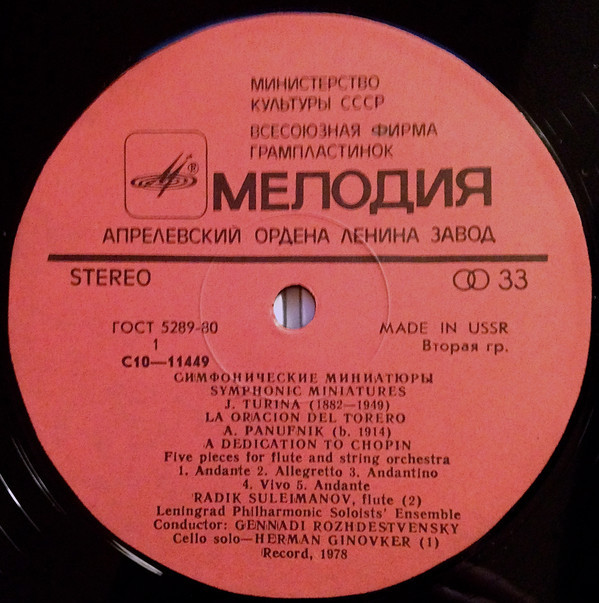 МИНИСТЕРСТВО
КУЛЬТУРЫ СССР
ВСЕСОЮЗНАЯ ФИРМА
ГРАМПЛАСТИНОК
®
МЕЛОДИЯ
АПРЕЛЕВСКИЙ ОРДЕНА ЛЕНИНА ЗАВОД
STEREO
33
ГОСТ 5289-80
MADE IN USSR
1
Вторая гр.
С10—11449
СИМФОНИЧЕСКИЕ МИНИАТЮРЫ
SYMPHONIC MINIATURES
J. TURINA (1882—1949)
LA ORACION DEL TORERO
A. PANUFNIK (b. 1914)
A DEDICATION TO CHOPIN
Five pieces for flute and string orchestra
1. Andante 2. Allegretto 3. Andantino
4. Vivo 5. Andante
RADIK SULEIMANOV, flute (2)
Leningrad Philharmonic Soloists' Ensemble
Conductor: GENNADI ROZHDESTVENSKY
Cello solo—HERMAN GINOVKER (1)
Record, 1978